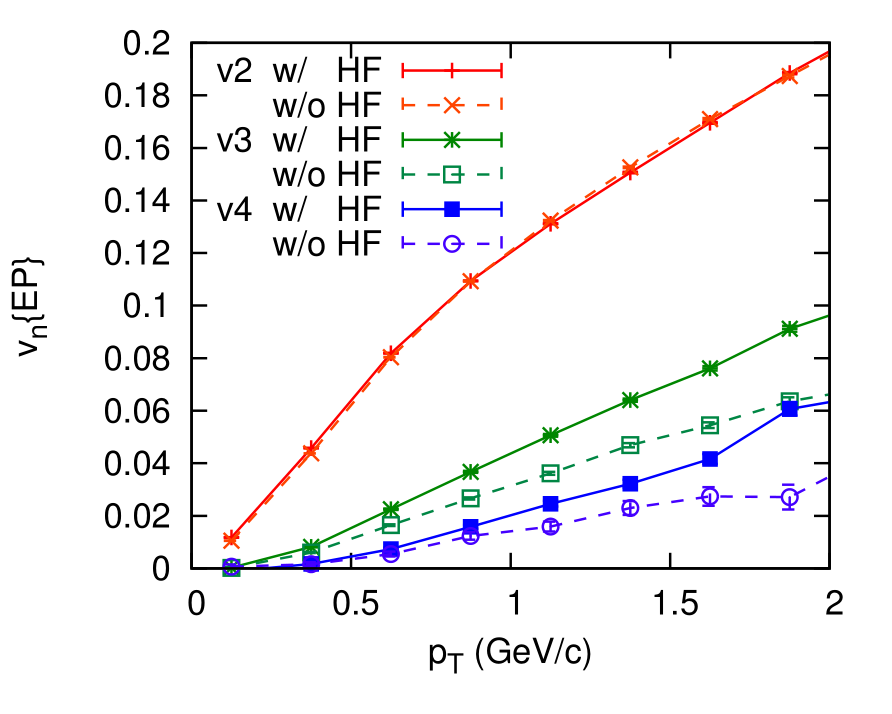 0.2
0.18
0.16
0.14
0.12
0.1
0.08
0.06
0.04
0.02
0
v2 w/ HF
w/o HF
v3 w/ HF
w/o HF
v4 w/ HF
w/o HF
vn{EP}
0 0.5 1 1.5 2
pT (GeV/c)